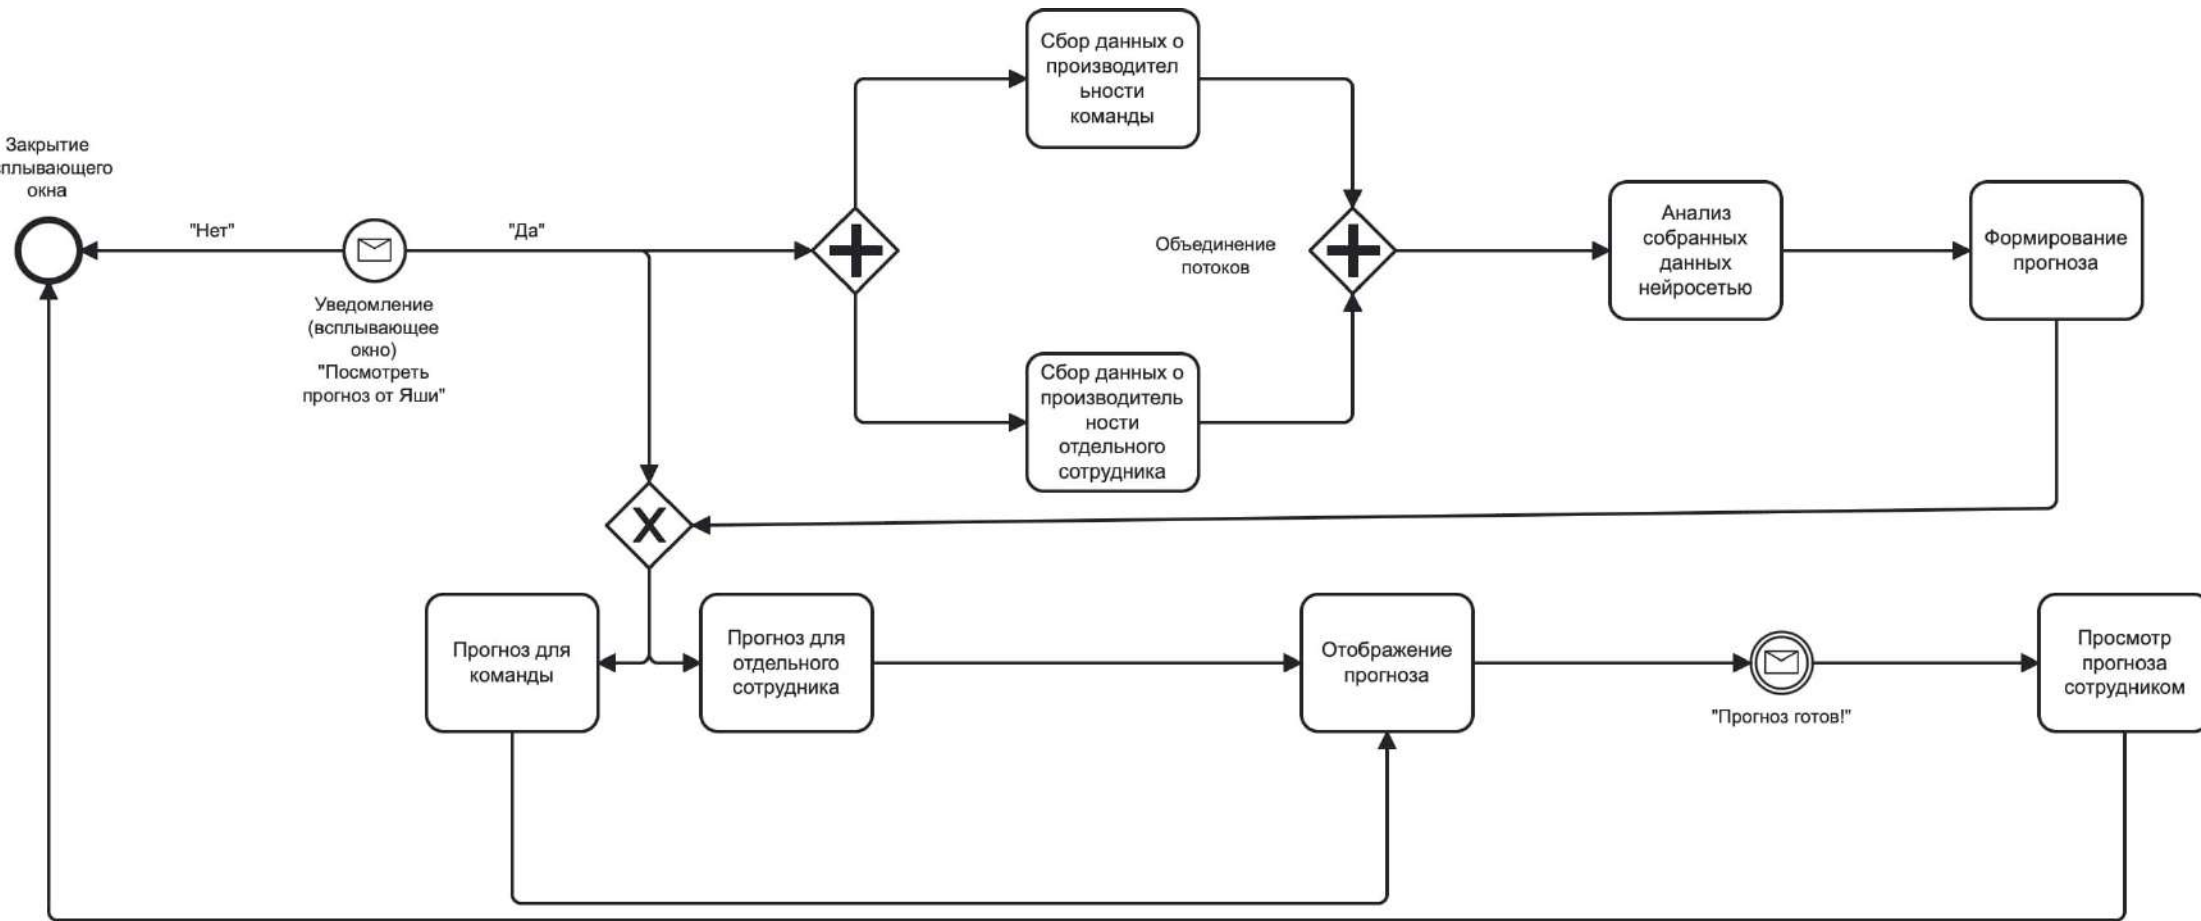 Сбор данных о
производител
ьности
команды
Закрытие
сплывающего
окна
"Нет"
"Да"
Уведомление
(всплывающее
окно)
"Посмотреть
прогноз от Яши"
Объединение
потоков
Анализ
собранных
данных
нейросетью
Формирование
прогноза
Сбор данных о
производитель
ности
отдельного
сотрудника
X
Прогноз для
команды
Прогноз для
отдельного
сотрудника
Отображение
прогноза
"Прогноз готов!"
Просмотр
прогноза
сотрудником